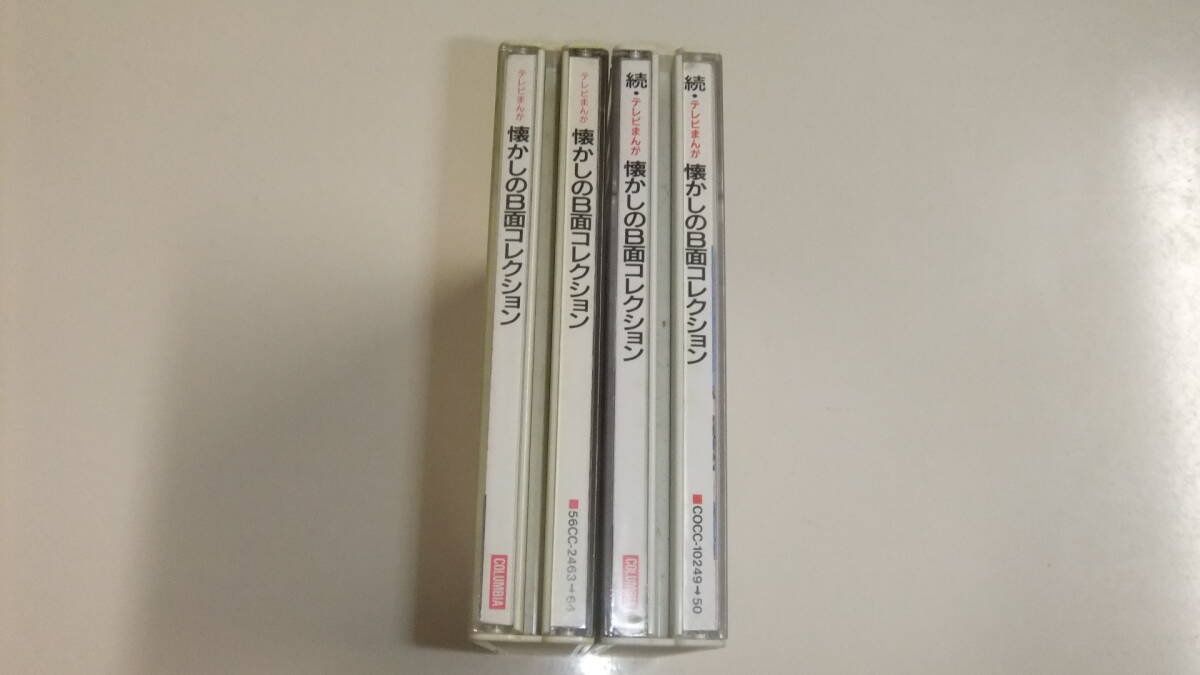 テレビまんが 懐かしのB面コレクション
COLUMBIA
テレビまんが 懐かしのB面コレクション
■56CC-2463→64
続・テレビまんが 懐かしのB面コレクション
COLUMBIA
続・テレビまんが 懐かしのB面コレクション
■COCC-10249→50